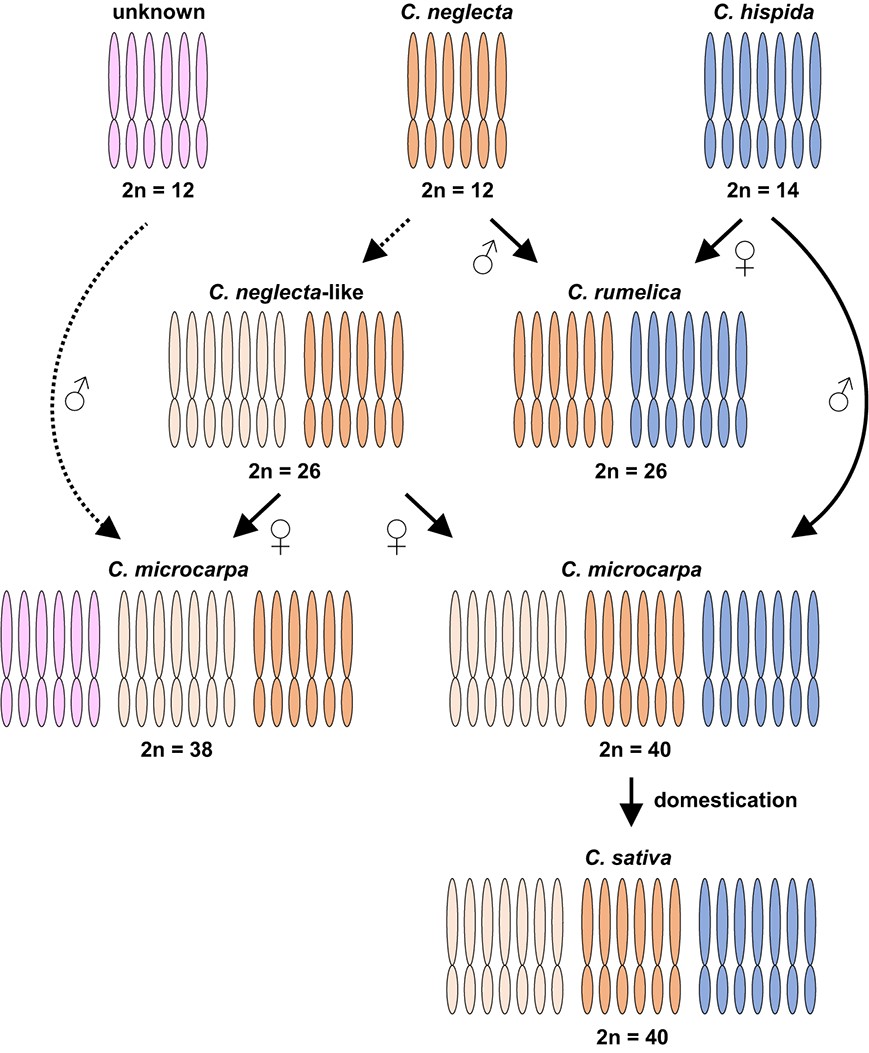 unknown
C. neglecta
C. hispida
2n = 12
2n = 12
2n = 14
♂
♀
C. neglecta-like
C. rumelica
♂
♂
2n = 26
2n = 26
♀
♀
C. microcarpa
C. microcarpa
2n = 38
2n = 40
domestication
C. sativa
2n = 40